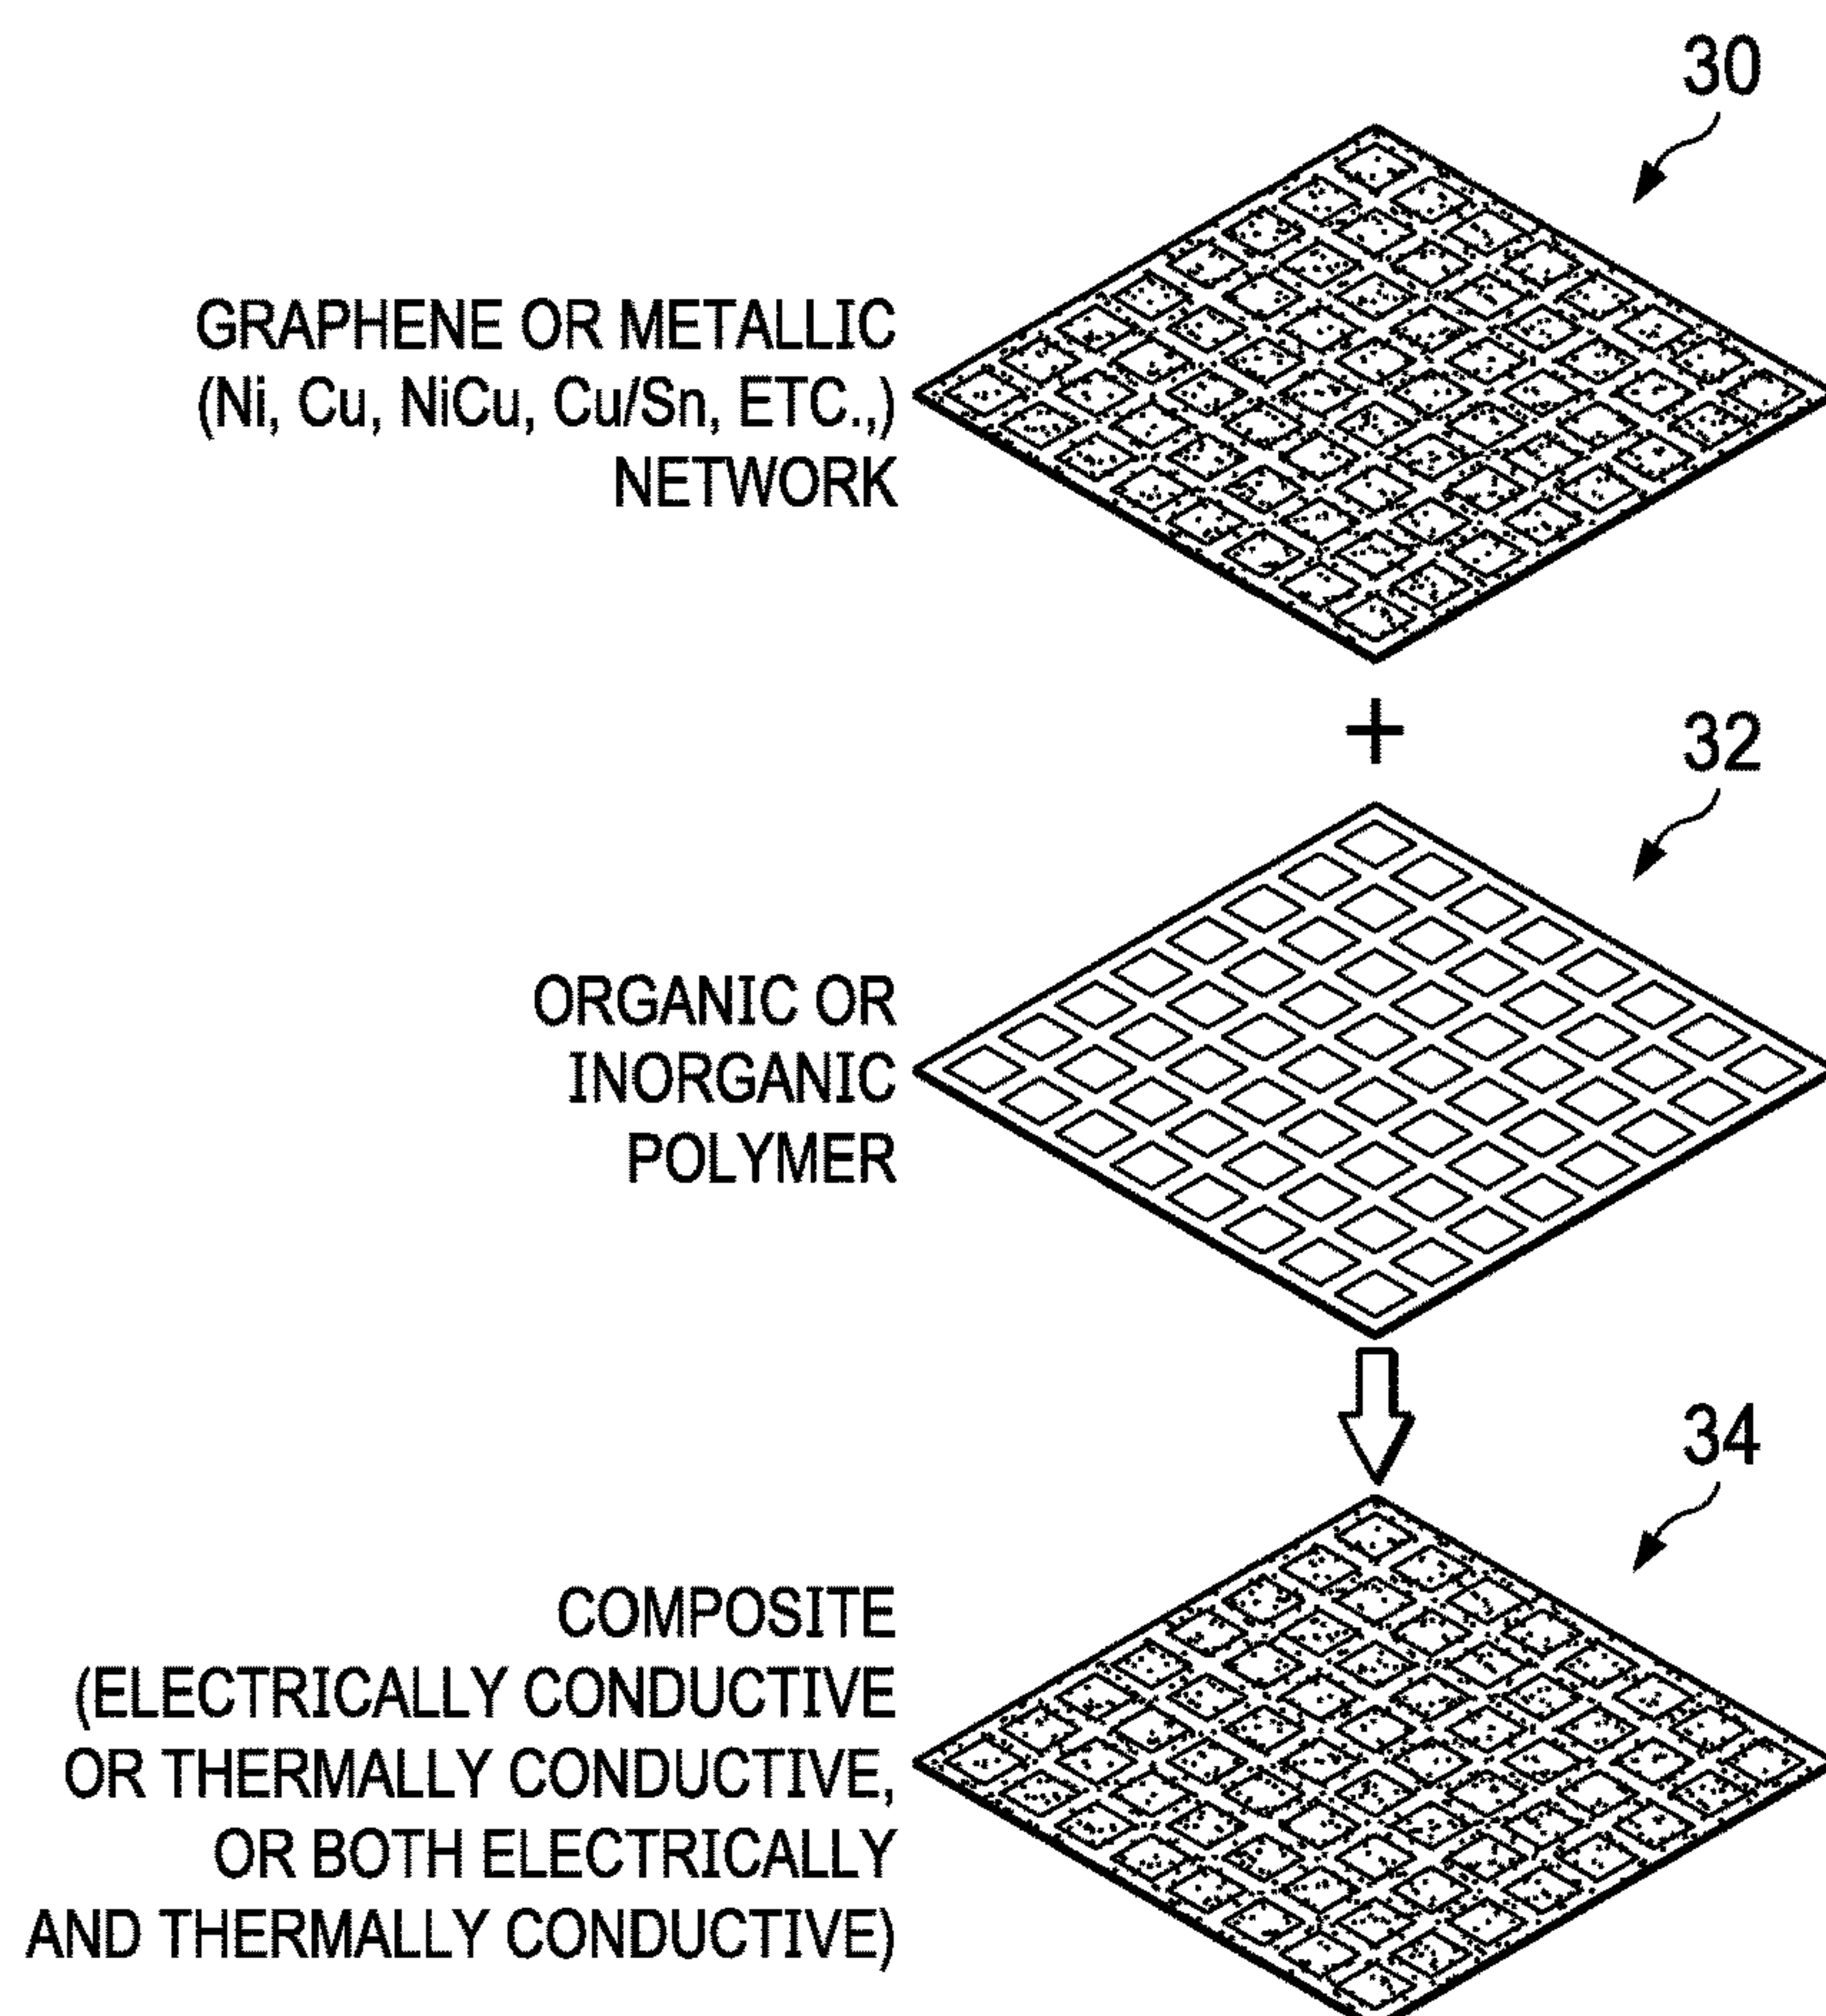 30
GRAPHENE OR METALLIC
(Ni, Cu, NiCu, Cu/Sn, ETC.,)
NETWORK
+
32
ORGANIC OR
INORGANIC
POLYMER
34
COMPOSITE
(ELECTRICALLY CONDUCTIVE
OR THERMALLY CONDUCTIVE,
OR BOTH ELECTRICALLY
AND THERMALLY CONDUCTIVE)